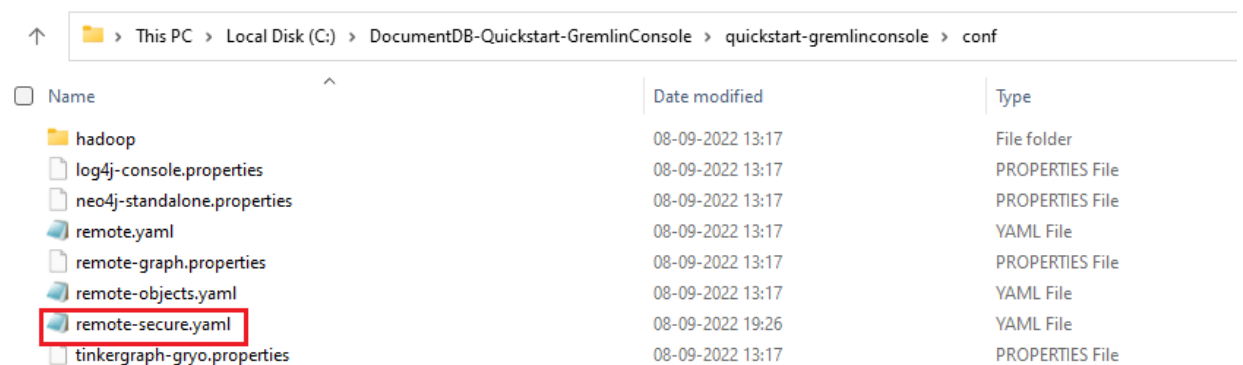 This PC > Local Disk (C:) > DocumentDB-Quickstart-GremlinConsole > quickstart-gremlinconsole > conf
Name Date modified Type
hadoop 08-09-2022 13:17 File folder
log4j-console.properties 08-09-2022 13:17 PROPERTIES File
neo4j-standalone.properties 08-09-2022 13:17 PROPERTIES File
remote.yaml 08-09-2022 13:17 YAML File
remote-graph.properties 08-09-2022 13:17 PROPERTIES File
remote-objects.yaml 08-09-2022 13:17 YAML File
remote-secure.yaml 08-09-2022 19:26 YAML File
tinkergraph-gryo.properties 08-09-2022 13:17 PROPERTIES File